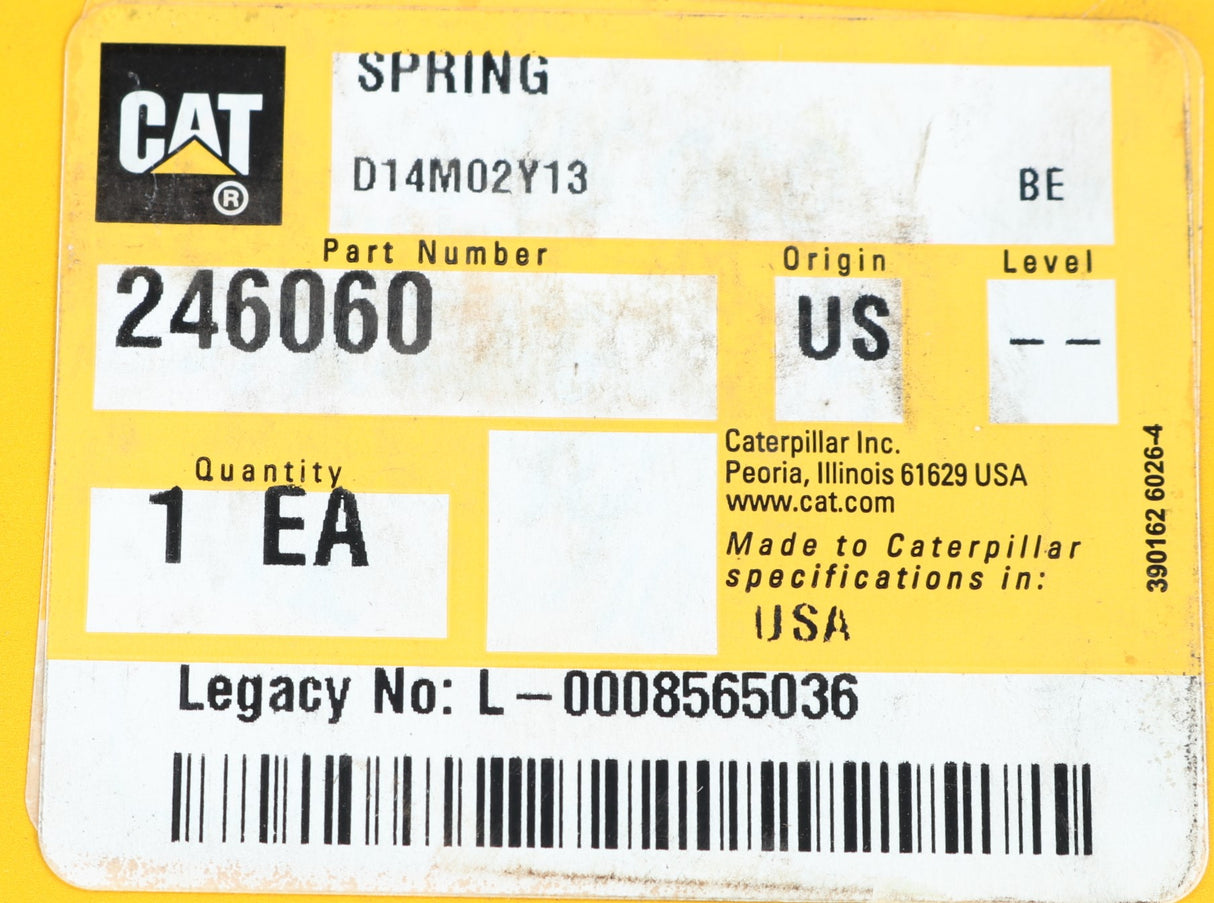 CAT
®
SPRING
D14M02Y13 BE
Part Number Origin Level
246060 US – –
Quantity
1 EA
Caterpillar Inc.
Peoria, Illinois 61629 USA
www.cat.com
Made to Caterpillar
specifications in:
USA
390162 6026-4
Legacy No: L–0008565036